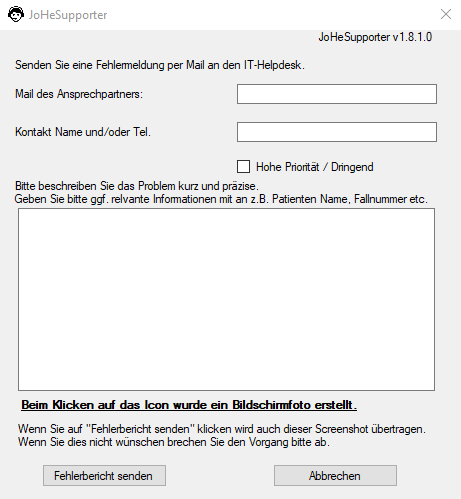 JoHeSupporter
JoHeSupporter v1.8.1.0
Senden Sie eine Fehlermeldung per Mail an den IT-Helpdesk.
Mail des Ansprechpartners:
Kontakt Name und/oder Tel.
Hohe Priorität / Dringend
Bitte beschreiben Sie das Problem kurz und präzise.
Geben Sie bitte ggf. relvante Informationen mit an z.B. Patienten Name, Fallnummer etc.
Beim Klicken auf das Icon wurde ein Bildschirmfoto erstellt.
Wenn Sie auf "Fehlerbericht senden" klicken wird auch dieser Screenshot übertragen.
Wenn Sie dies nicht wünschen brechen Sie den Vorgang bitte ab.
Fehlerbericht senden
Abbrechen